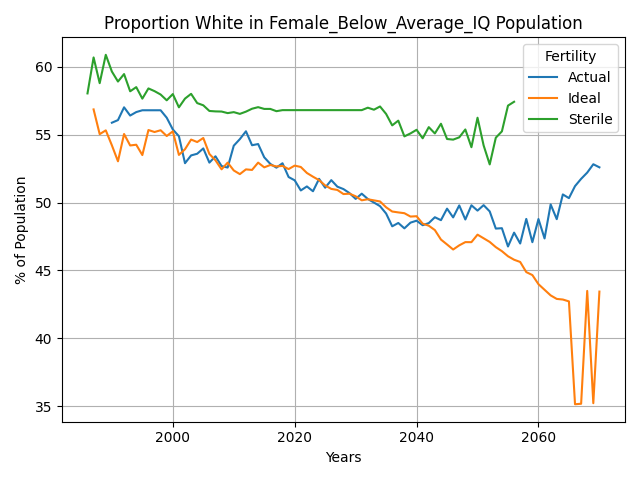 Proportion White in Female_Below_Average_IQ Population
Fertility
Actual
Ideal
Sterile
% of Population
60
55
50
45
40
35
2000 2020 2040 2060
Years